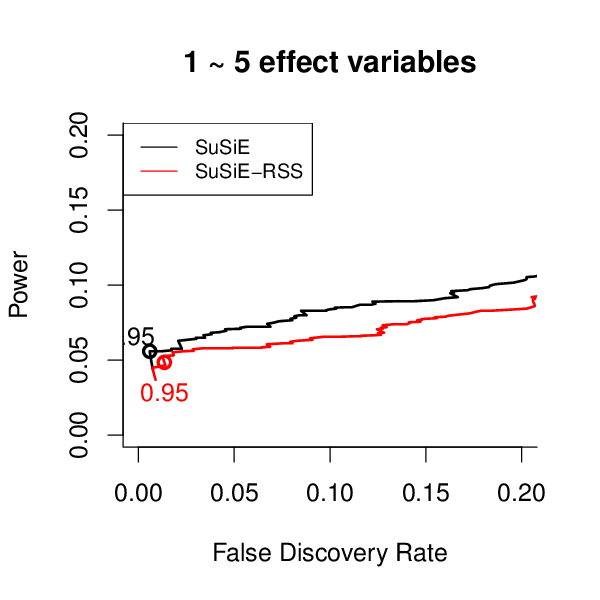 1 ~ 5 effect variables
SuSiE
SuSiE−RSS
Power
0.20
0.15
0.10
0.05
0.00
.95
0.95
0.00 0.05 0.10 0.15 0.20
False Discovery Rate